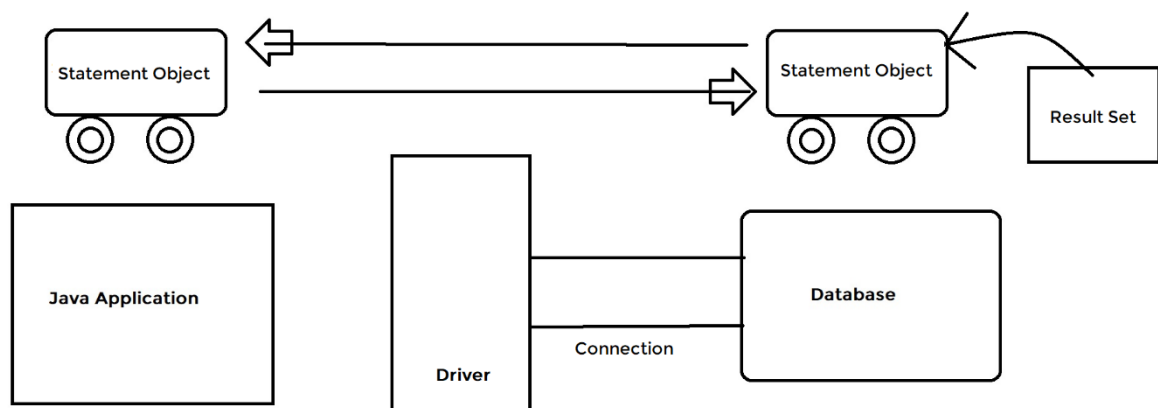 Statement Object
Statement Object
Result Set
Java Application
Database
Connection
Driver